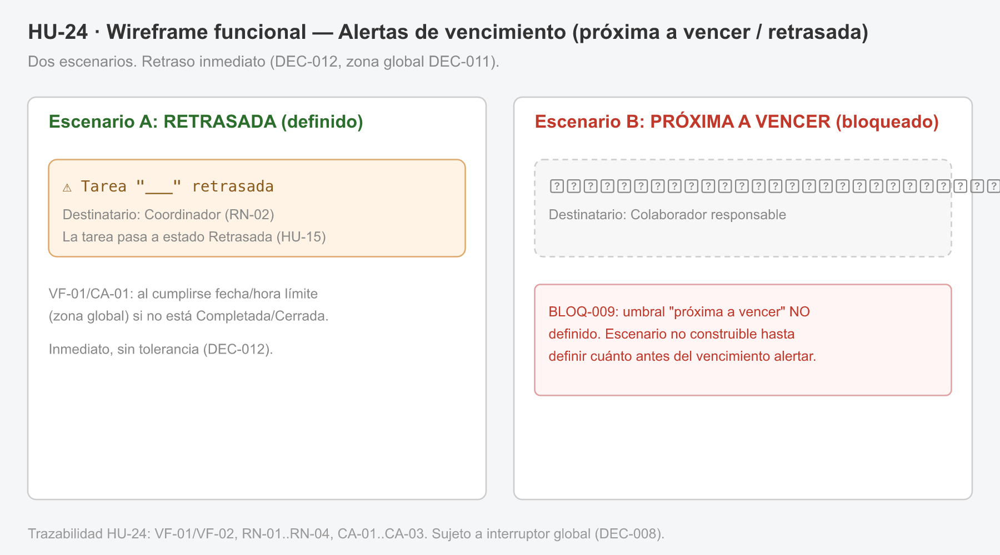 HU-24 · Wireframe funcional — Alertas de vencimiento (próxima a vencer / retrasada)
Dos escenarios. Retraso inmediato (DEC-012, zona global DEC-011).
Escenario A: RETRASADA (definido)
⚠ Tarea "___" retrasada
Destinatario: Coordinador (RN-02)
La tarea pasa a estado Retrasada (HU-15)
VF-01/CA-01: al cumplirse fecha/hora límite
(zona global) si no está Completada/Cerrada.
Inmediato, sin tolerancia (DEC-012).
Escenario B: PRÓXIMA A VENCER (bloqueado)
Destinatario: Colaborador responsable
BLOQ-009: umbral "próxima a vencer" NO
definido. Escenario no construible hasta
definir cuánto antes del vencimiento alertar.
Trazabilidad HU-24: VF-01/VF-02, RN-01..RN-04, CA-01..CA-03. Sujeto a interruptor global (DEC-008).